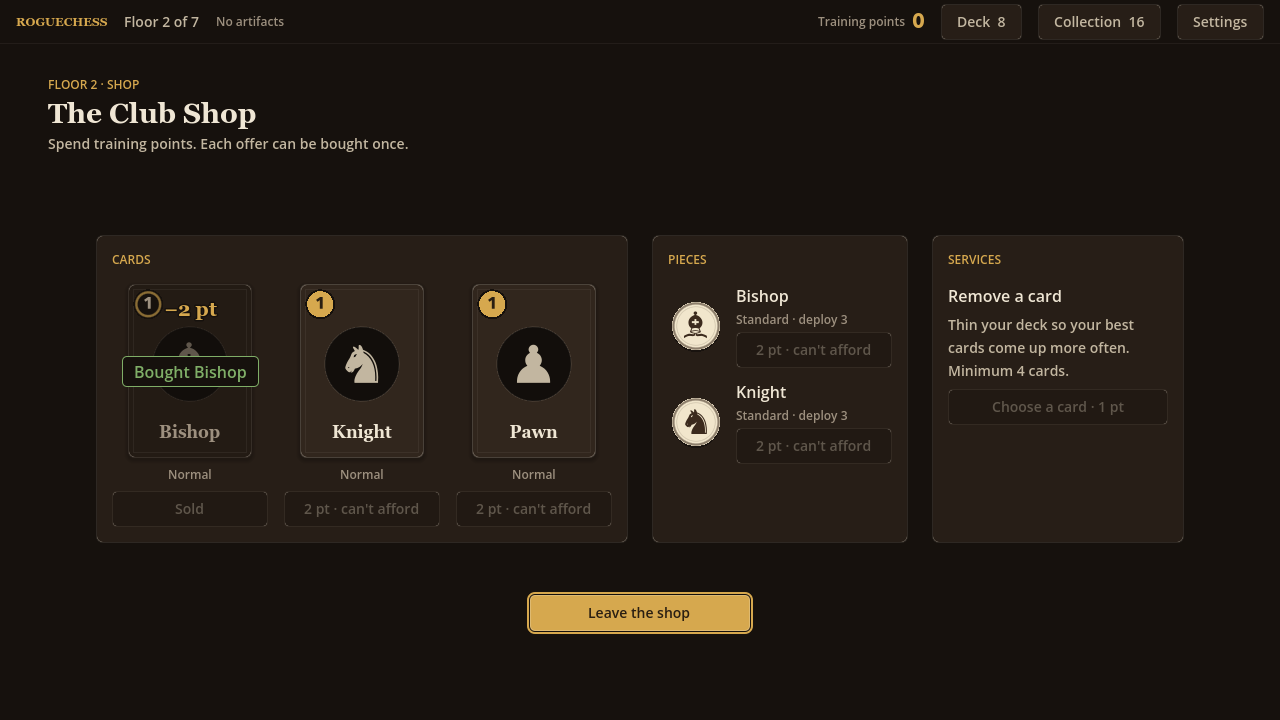 ROGUECHESS Floor 2 of 7 No artifacts Training points 0 Deck 8 Collection 16 Settings
FLOOR 2 · SHOP
The Club Shop
Spend training points. Each offer can be bought once.
CARDS
1 –2 pt
Bought Bishop
Bishop
Normal
Sold
1
Knight
Normal
2 pt · can't afford
1
Pawn
Normal
2 pt · can't afford
PIECES
Bishop
Standard · deploy 3
2 pt · can't afford
Knight
Standard · deploy 3
2 pt · can't afford
SERVICES
Remove a card
Thin your deck so your best
cards come up more often.
Minimum 4 cards.
Choose a card · 1 pt
Leave the shop